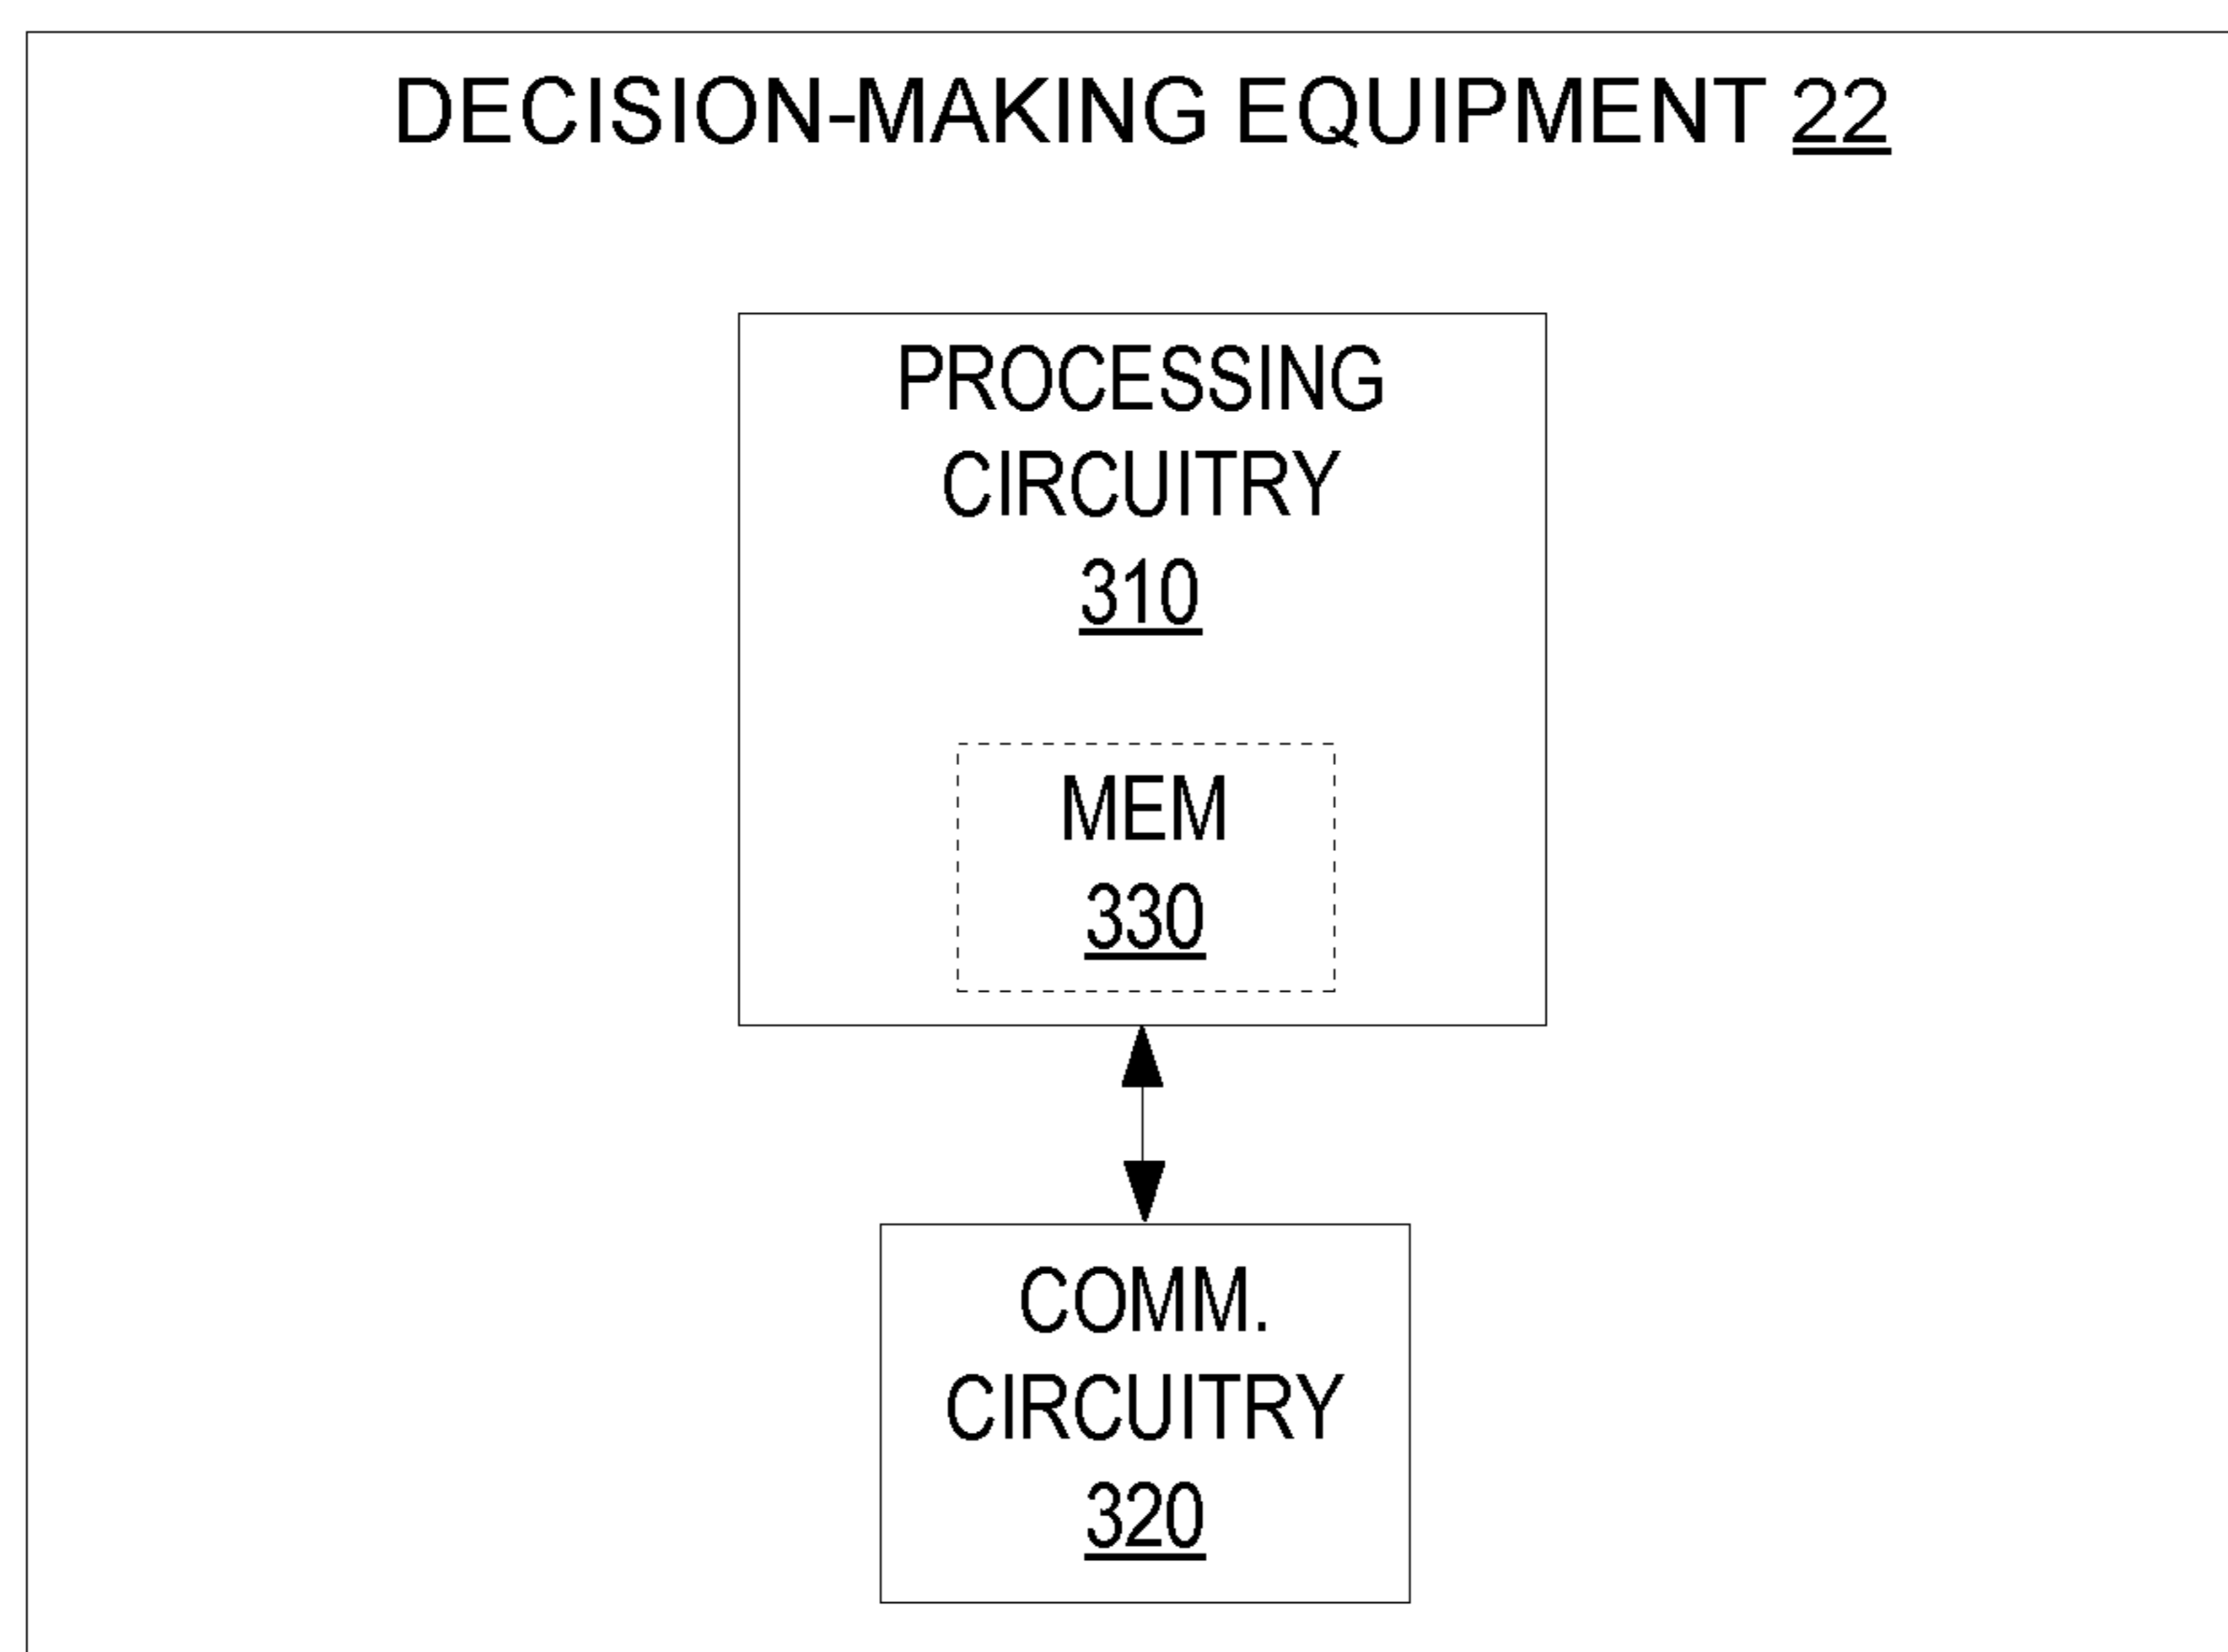 DECISION-MAKING EQUIPMENT 22
PROCESSING
CIRCUITRY
310
MEM
330
COMM.
CIRCUITRY
320